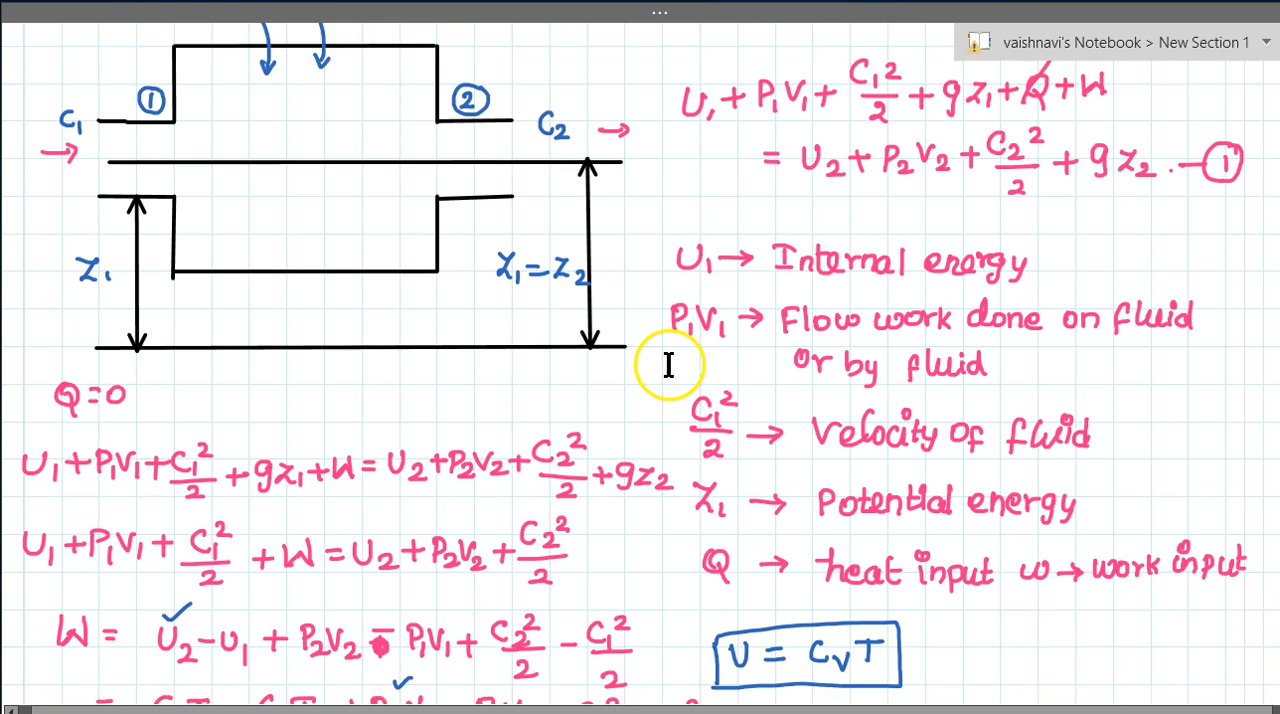 ...
vaishnavi's Notebook > New Section 1
① ②
C₁ C₂
Z₁ Z₁=Z₂
Q=0
U₁+P₁V₁+C₁²/2+gz₁+W=U₂+P₂V₂+C₂²/2+gz₂
U₁+P₁V₁+C₁²/2+W=U₂+P₂V₂+C₂²/2
W= U₂-U₁+P₂V₂-P₁V₁+C₂²/2-C₁²/2
U₁+P₁V₁+C₁²/2+gz₁+Q+W
= U₂+P₂V₂+C₂²/2+gz₂.—①
U₁→ Internal energy
P₁V₁→ Flow work done on fluid
or by fluid
C₁²/2→ Velocity of fluid
Z₁→ Potential energy
Q→ heat input w→work input
U = CᵥT